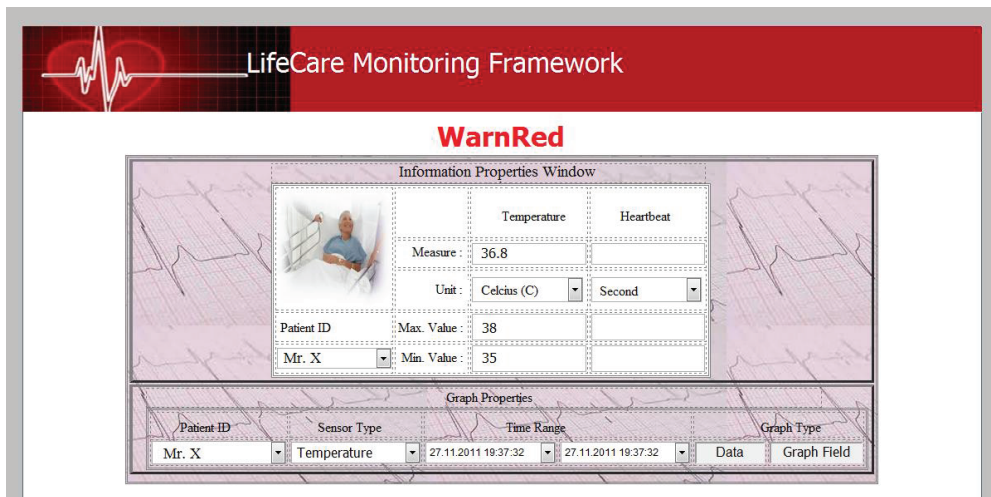 LifeCare Monitoring Framework
WarnRed
Information Properties Window
Temperature Heartbeat
Measure : 36.8
Unit : Celcius (C) Second
Patient ID Max. Value : 38
Mr. X Min. Value : 35
Graph Properties
Patient ID Sensor Type Time Range Graph Type
Mr. X Temperature 27.11.2011 19:37:32 27.11.2011 19:37:32 Data Graph Field